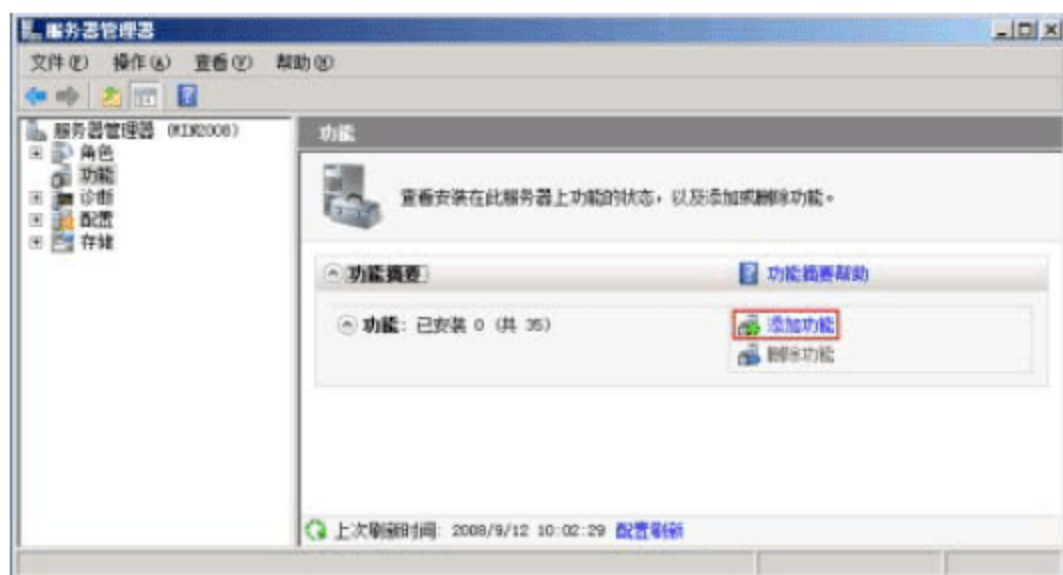 服务器管理器
文件(F) 操作(A) 查看(V) 帮助(H)
服务器管理器 (WIN2008)
角色
功能
诊断
配置
存储
功能
查看安装在此服务器上功能的状态，以及添加或删除功能。
功能摘要
功能摘要帮助
功能: 已安装 0 (共 35)
添加功能
删除功能
上次刷新时间: 2008/9/12 10:02:29 配置刷新